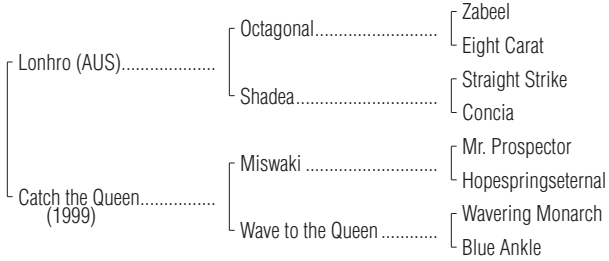 Zabeel
Octagonal............................
Eight Carat
Lonhro (AUS)....................
Straight Strike
Shadea.................................
Concia
Mr. Prospector
Miswaki ..............................
Hopespringseternal
Catch the Queen................
(1999)
Wavering Monarch
Wave to the Queen ............
Blue Ankle